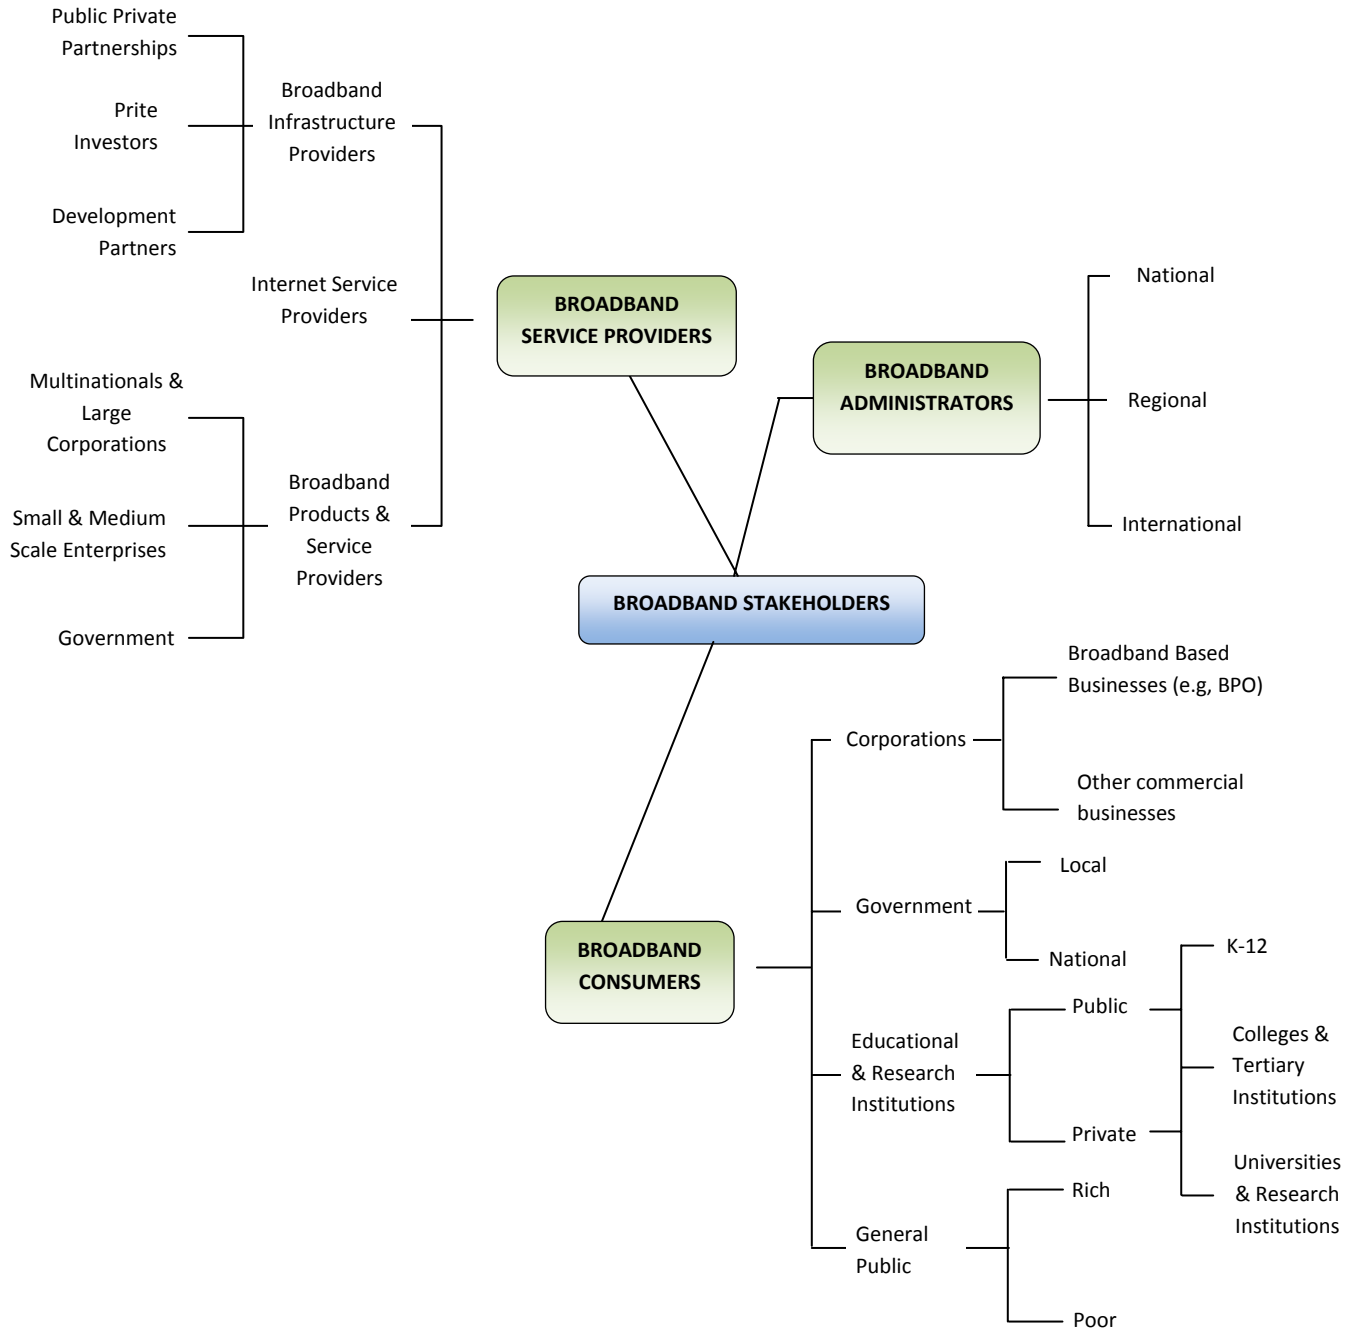 Public Private
Partnerships
Prite
Investors
Development
Partners
Broadband
Infrastructure
Providers
Internet Service
Providers
Multinationals &
Large
Corporations
Small & Medium
Scale Enterprises
Government
Broadband
Products &
Service
Providers
BROADBAND
SERVICE PROVIDERS
BROADBAND
ADMINISTRATORS
National
Regional
International
BROADBAND STAKEHOLDERS
BROADBAND
CONSUMERS
Corporations
Broadband Based
Businesses (e.g, BPO)
Other commercial
businesses
Government
Local
National
Educational
& Research
Institutions
Public
Private
K-12
Colleges &
Tertiary
Institutions
Universities
& Research
Institutions
General
Public
Rich
Poor